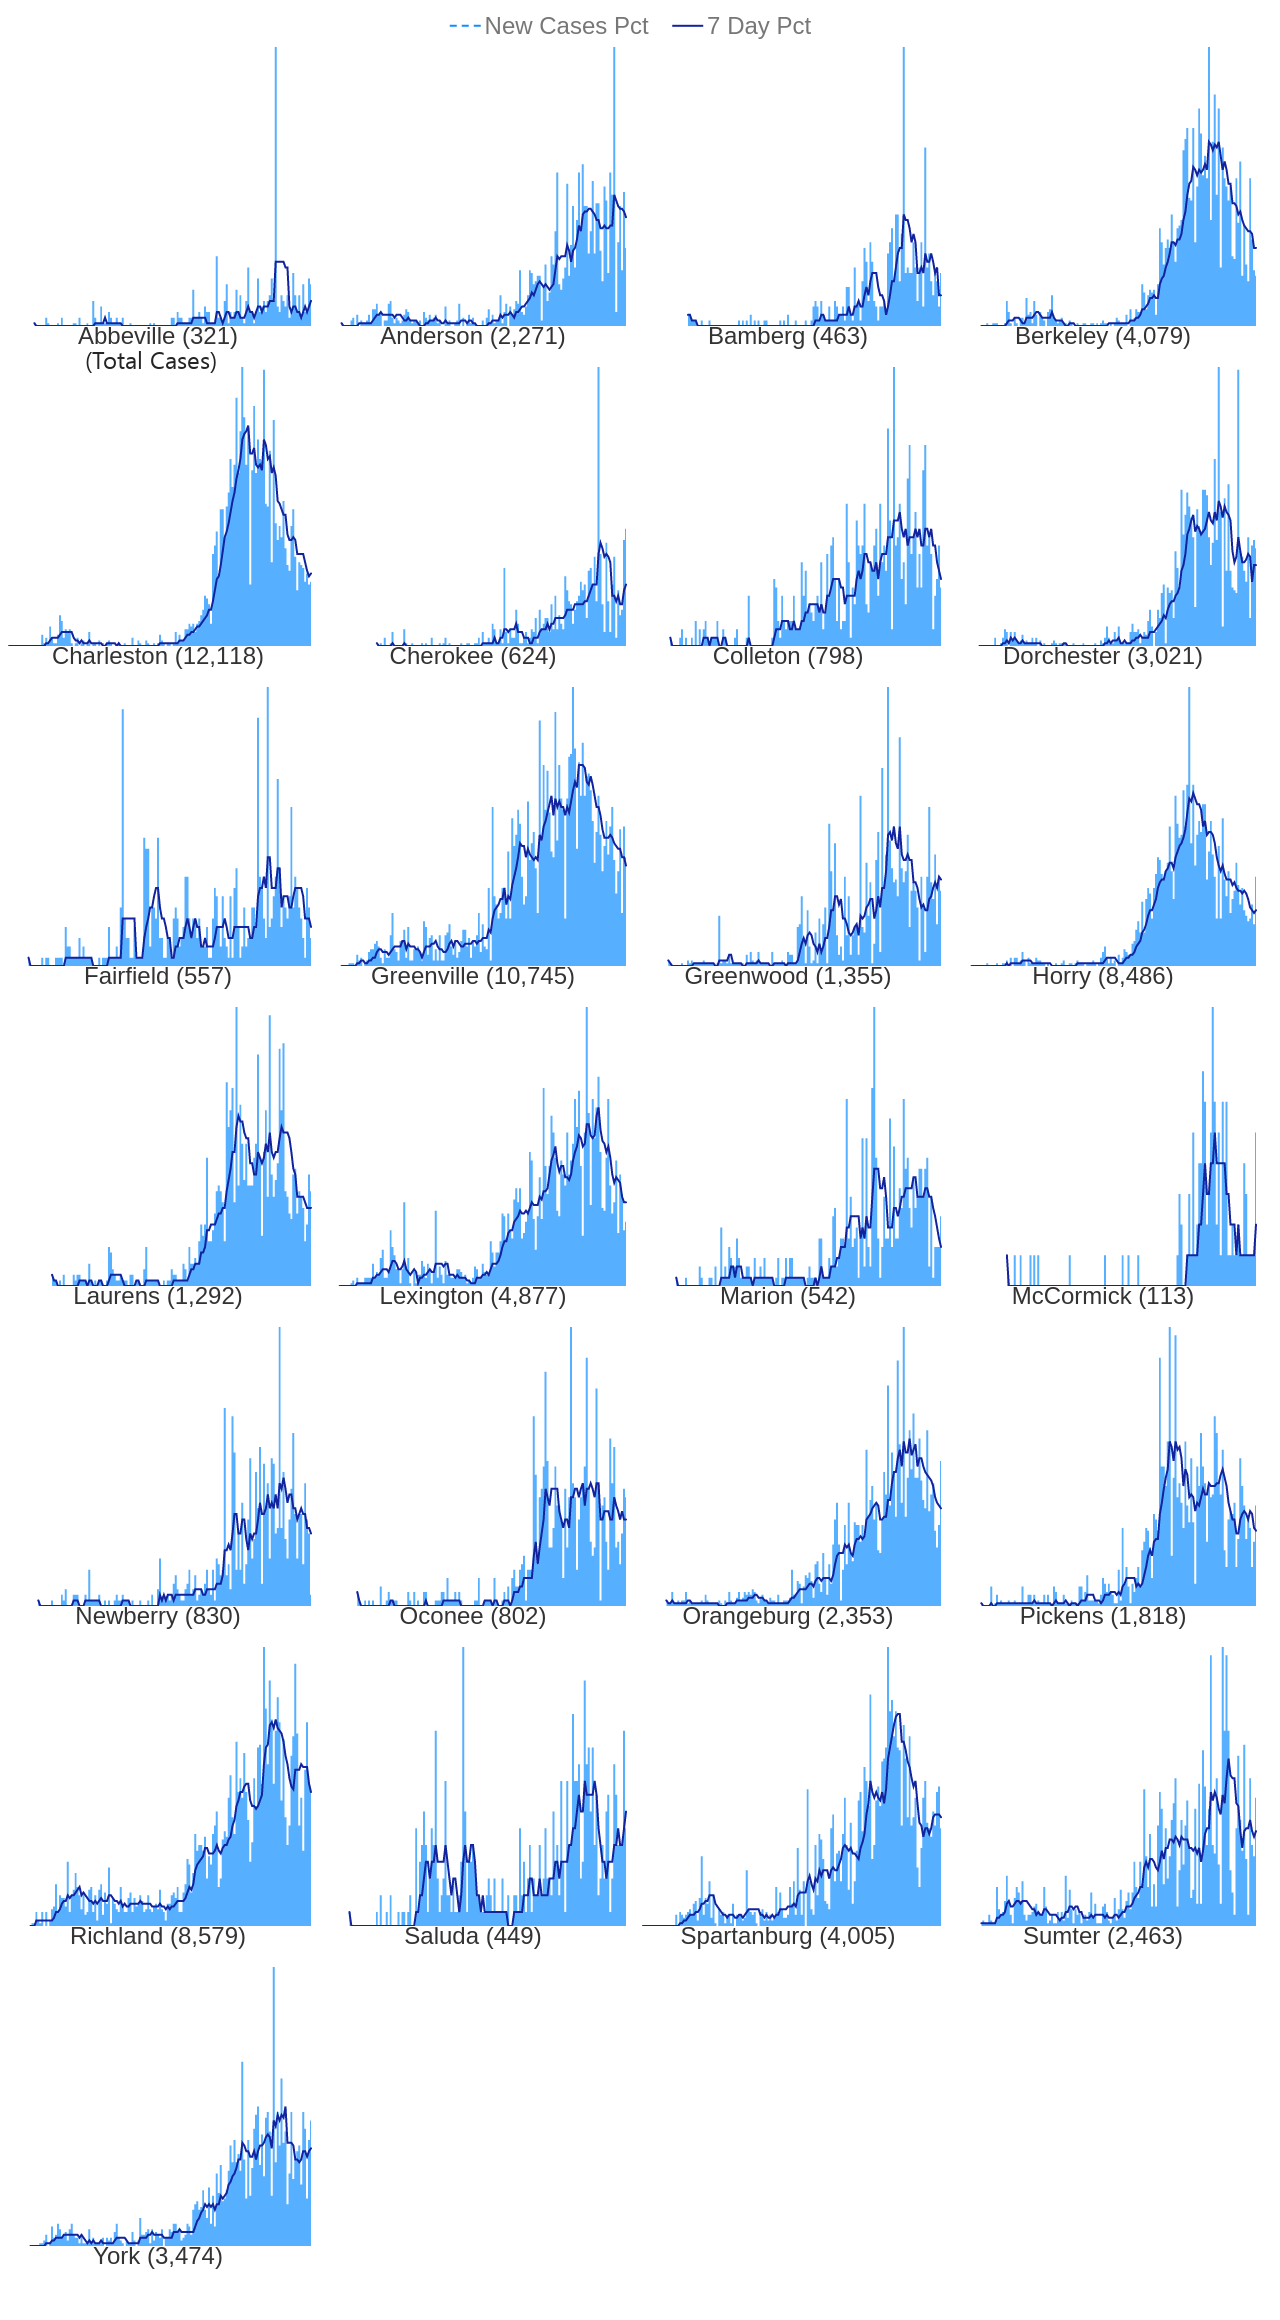 New Cases Pct 7 Day Pct
Abbeville (321) Anderson (2,271) Bamberg (463) Berkeley (4,079)
(Total Cases)
Charleston (12,118) Cherokee (624) Colleton (798) Dorchester (3,021)
Fairfield (557) Greenville (10,745) Greenwood (1,355) Horry (8,486)
Laurens (1,292) Lexington (4,877) Marion (542) McCormick (113)
Newberry (830) Oconee (802) Orangeburg (2,353) Pickens (1,818)
Richland (8,579) Saluda (449) Spartanburg (4,005) Sumter (2,463)
York (3,474)